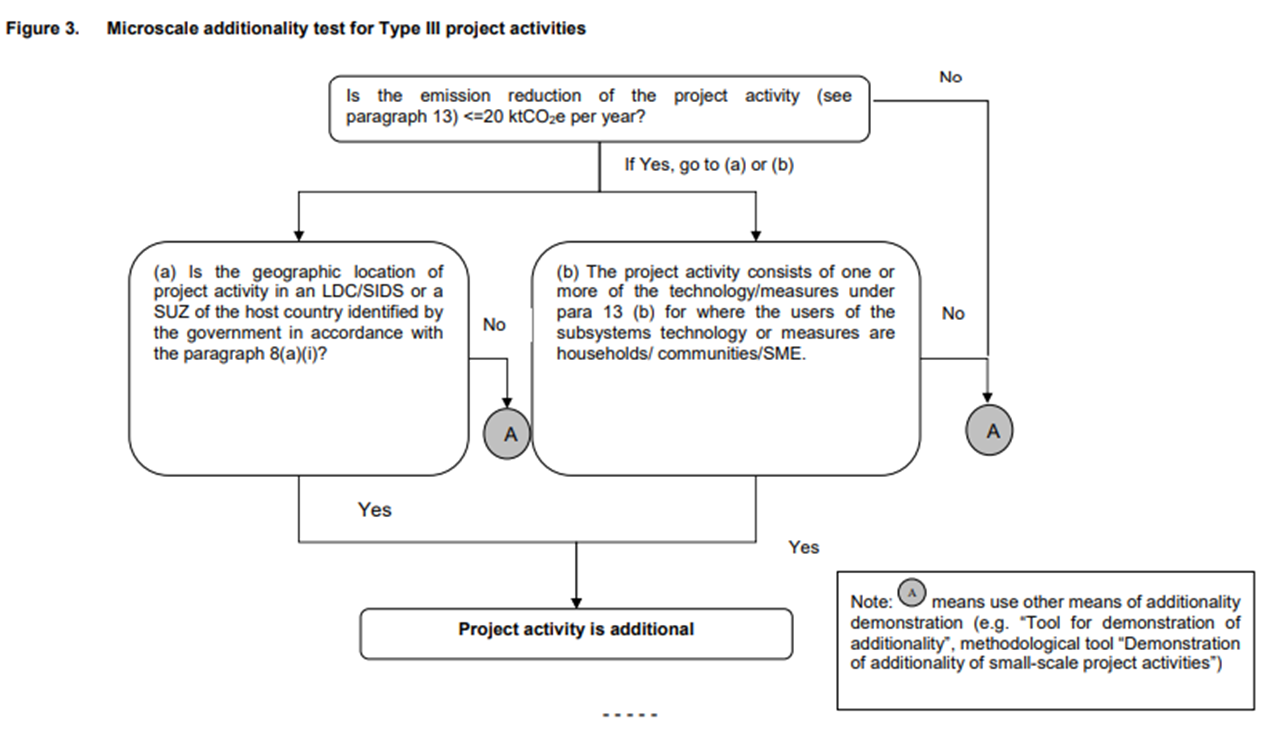 Figure 3. Microscale additionality test for Type III project activities
No
Is the emission reduction of the project activity (see
paragraph 13) <=20 ktCO₂e per year?
If Yes, go to (a) or (b)
(a) Is the geographic location of
project activity in an LDC/SIDS or a
SUZ of the host country identified by
the government in accordance with
the paragraph 8(a)(i)?
No
A
(b) The project activity consists of one or
more of the technology/measures under
para 13 (b) for where the users of the
subsystems technology or measures are
households/ communities/SME.
No
A
Yes
Yes
Project activity is additional
Note: A means use other means of additionality
demonstration (e.g. “Tool for demonstration of
additionality”, methodological tool “Demonstration
of additionality of small-scale project activities”)
- - - - -